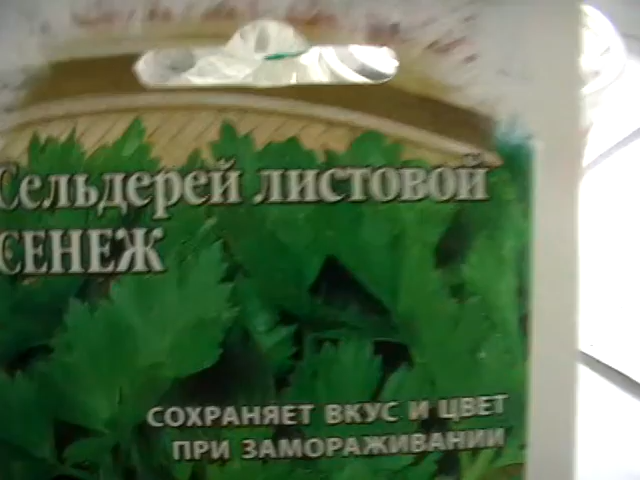 Сельдерей листовой
СЕНЕЖ
СОХРАНЯЕТ ВКУС И ЦВЕТ
ПРИ ЗАМОРАЖИВАНИИ